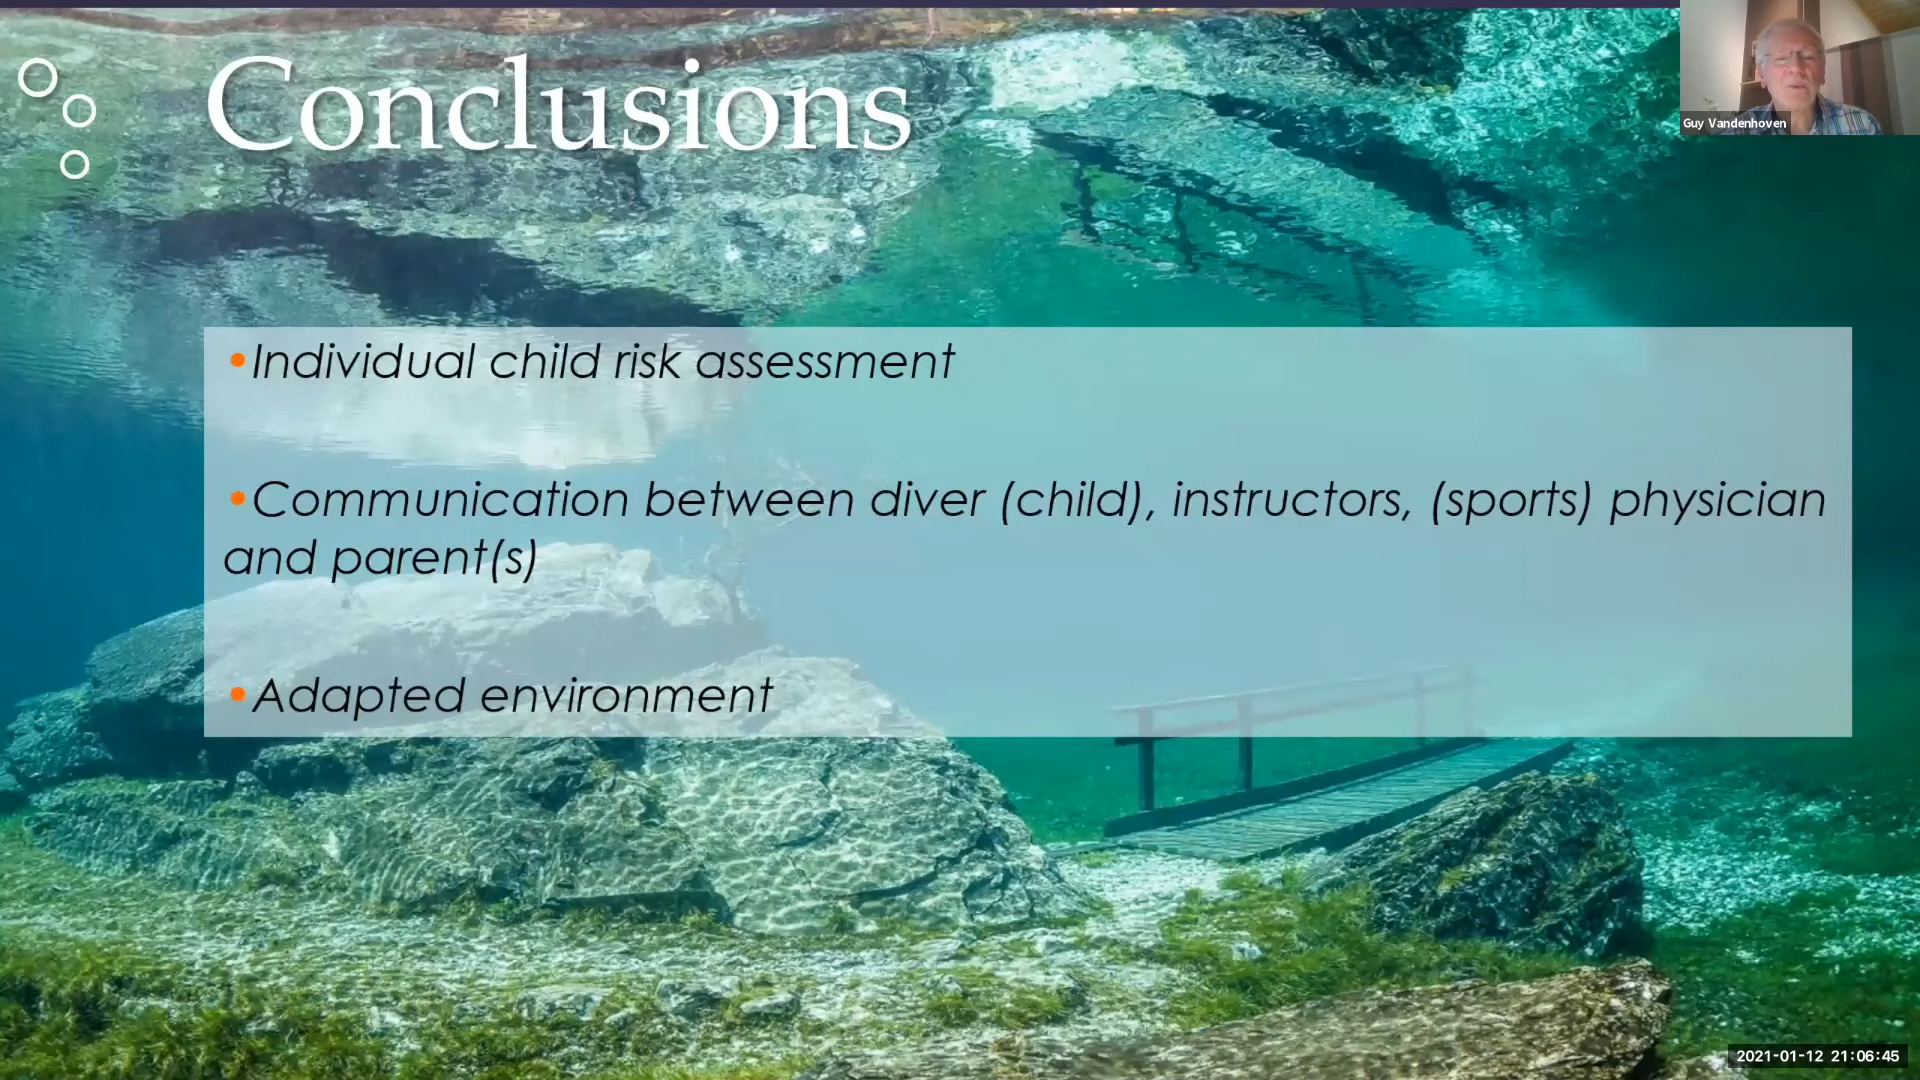 Conclusions
Guy Vandenhoven
•Individual child risk assessment
•Communication between diver (child), instructors, (sports) physician
and parent(s)
•Adapted environment
2021-01-12 21:06:45